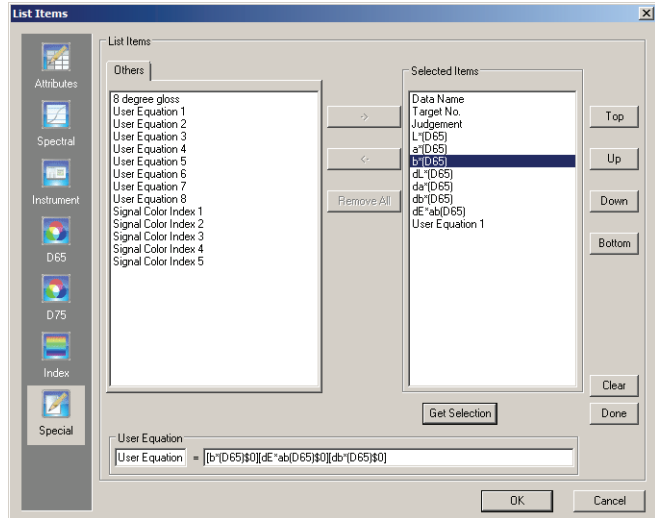 List Items
Attributes
Spectral
Instrument
D65
D75
Index
Special
List Items
Others
8 degree gloss
User Equation 1
User Equation 2
User Equation 3
User Equation 4
User Equation 5
User Equation 6
User Equation 7
User Equation 8
Signal Color Index 1
Signal Color Index 2
Signal Color Index 3
Signal Color Index 4
Signal Color Index 5
->
<-
Remove All
Selected Items
Data Name
Target No.
Judgement
L*(D65)
a*(D65)
b*(D65)
dL*(D65)
da*(D65)
db*(D65)
dE*ab(D65)
User Equation 1
Top
Up
Down
Bottom
Clear
Get Selection
Done
User Equation
User Equation = [b*(D65)$0][dE*ab(D65)$0][db*(D65)$0]
OK
Cancel